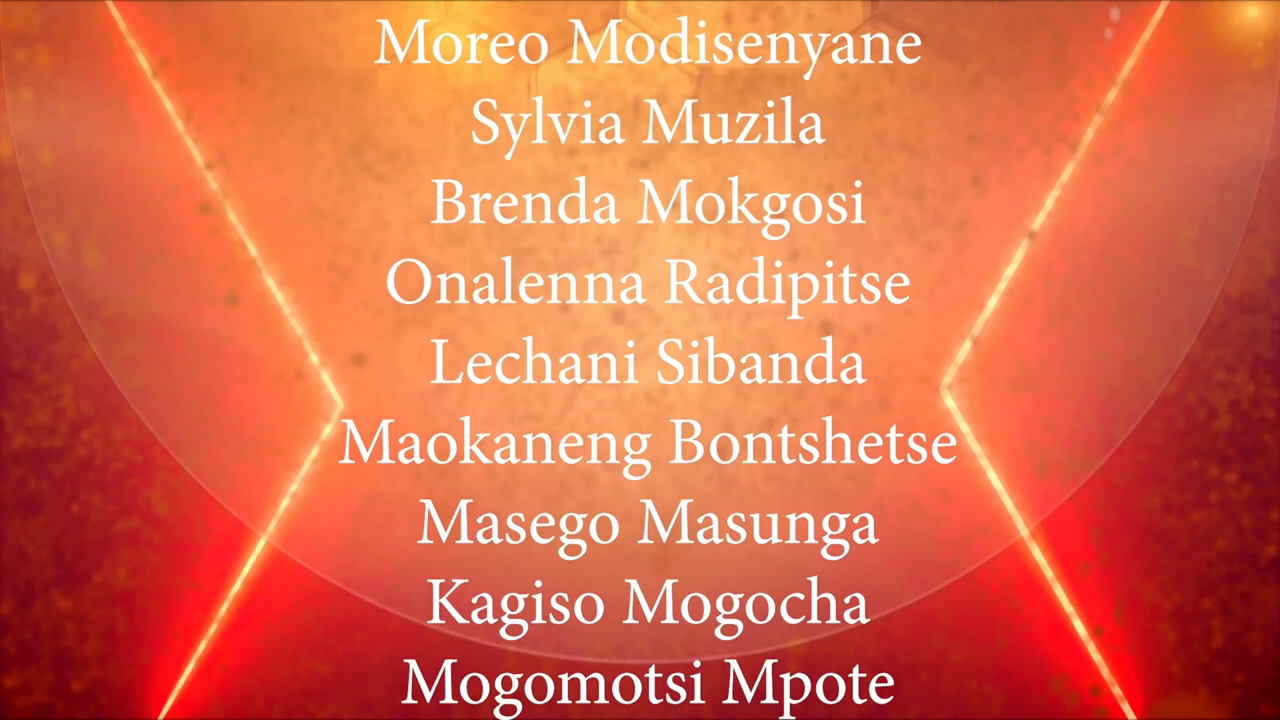 Moreo Modisenyane
Sylvia Muzila
Brenda Mokgosi
Onalenna Radipitse
Lechani Sibanda
Maokaneng Bontshetse
Masego Masunga
Kagiso Mogocha
Mogomotsi Mpote